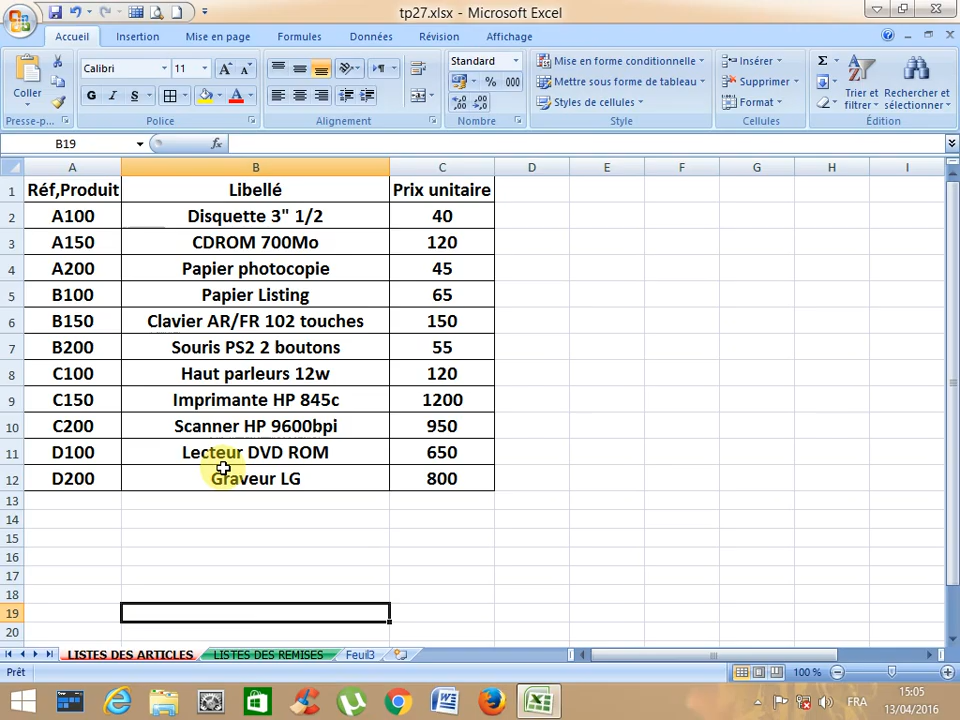 tp27.xlsx - Microsoft Excel
Accueil Insertion Mise en page Formules Données Révision Affichage
Coller
Presse-p...
Calibri 11
G I S
Police
Alignement
Standard
% 000
Nombre
Mise en forme conditionnelle
Mettre sous forme de tableau
Styles de cellules
Style
Insérer
Supprimer
Format
Cellules
Σ
Trier et filtrer
Rechercher et sélectionner
Édition
B19 fx
A B C D E F G H I
1 Réf,Produit Libellé Prix unitaire
2 A100 Disquette 3" 1/2 40
3 A150 CDROM 700Mo 120
4 A200 Papier photocopie 45
5 B100 Papier Listing 65
6 B150 Clavier AR/FR 102 touches 150
7 B200 Souris PS2 2 boutons 55
8 C100 Haut parleurs 12w 120
9 C150 Imprimante HP 845c 1200
10 C200 Scanner HP 9600bpi 950
11 D100 Lecteur DVD ROM 650
12 D200 Graveur LG 800
13
14
15
16
17
18
19
20
LISTES DES ARTICLES LISTES DES REMISES Feuil3
Prêt 100 %
FRA 15:05
13/04/2016